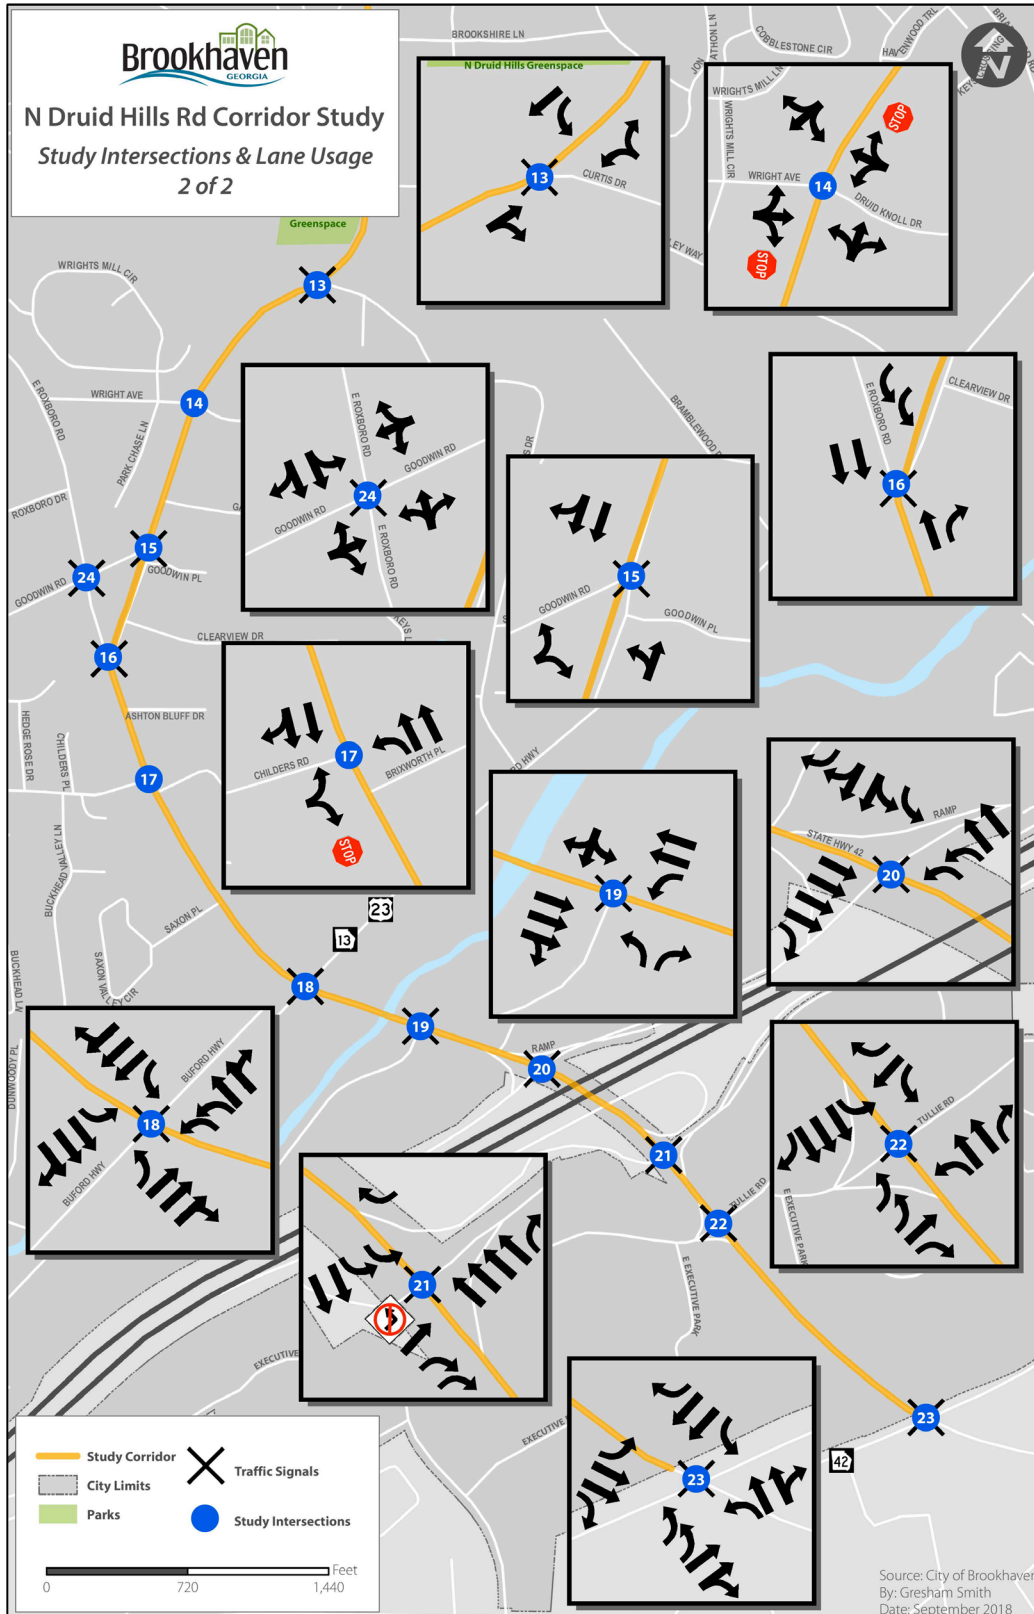 Brookhaven
GEORGIA
N Druid Hills Rd Corridor Study
Study Intersections & Lane Usage
2 of 2
BROOKSHIRE LN
COBBLESTONE CIR
HAVENWOOD TRL
N
N Druid Hills Greenspace
13
CURTIS DR
WRIGHTS MILL LN
WRIGHTS MILL CIR
STOP
WRIGHT AVE
14
DRUID KNOLL DR
STOP
Greenspace
WRIGHTS MILL CIR
13
E ROXBORO RD
WRIGHT AVE
14
PARK CHASE LN
ROXBORO DR
15
GOODWIN PL
24
GOODWIN RD
16
CLEARVIEW DR
E ROXBORO RD
GOODWIN RD
24
GOODWIN RD
E ROXBORO RD
S DR
BRAMBLEWOOD D
GOODWIN RD
15
GOODWIN PL
E ROXBORO RD
CLEARVIEW DR
16
HEDGE ROSE DR
CHILDERS PL
ASHTON BLUFF DR
17
CHILDERS RD
17
BRIXWORTH PL
STOP
BUCKHEAD VALLEY LN
SAXON PL
SAXON VALLEY CIR
BUCKHEAD LN
DUNWOODY PL
23
13
18
19
RAMP
20
19
RAMP
STATE HWY 42
20
BUFORD HWY
18
BUFORD HWY
21
TULLIE RD
22
E EXECUTIVE PARK
TULLIE RD
22
E EXECUTIVE PARK
21
EXECUTIVE
EXECUTIVE
23
23
42
Study Corridor
City Limits
Parks
Traffic Signals
Study Intersections
Feet
0 720 1,440
Source: City of Brookhaven
By: Gresham Smith
Date: September 2018